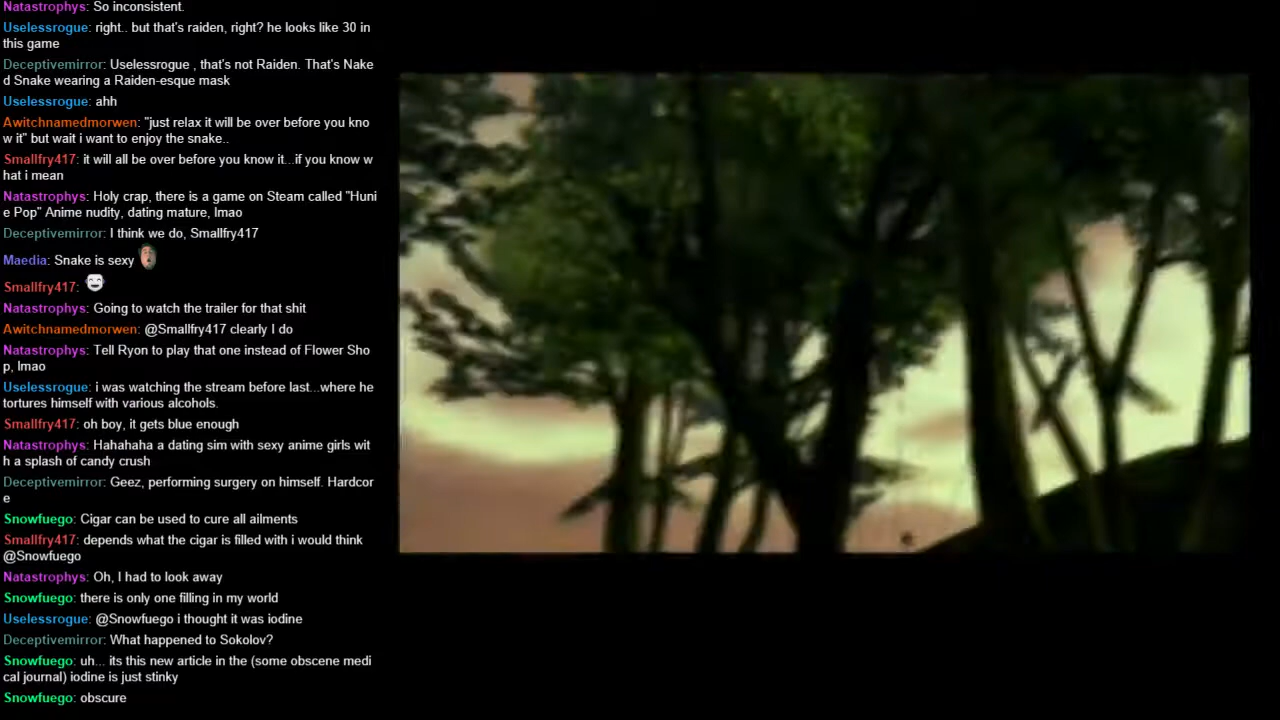 Natastrophys: So inconsistent.
Uselessrogue: right.. but that's raiden, right? he looks like 30 in
this game
Deceptivemirror: Uselessrogue , that's not Raiden. That's Nake
d Snake wearing a Raiden-esque mask
Uselessrogue: ahh
Awitchnamedmorwen: "just relax it will be over before you kno
w it" but wait i want to enjoy the snake..
Smallfry417: it will all be over before you know it...if you know w
hat i mean
Natastrophys: Holy crap, there is a game on Steam called "Huni
e Pop" Anime nudity, dating mature, lmao
Deceptivemirror: I think we do, Smallfry417
Maedia: Snake is sexy
Smallfry417:
Natastrophys: Going to watch the trailer for that shit
Awitchnamedmorwen: @Smallfry417 clearly I do
Natastrophys: Tell Ryon to play that one instead of Flower Sho
p, lmao
Uselessrogue: i was watching the stream before last...where he
tortures himself with various alcohols.
Smallfry417: oh boy, it gets blue enough
Natastrophys: Hahahaha a dating sim with sexy anime girls wit
h a splash of candy crush
Deceptivemirror: Geez, performing surgery on himself. Hardcor
e
Snowfuego: Cigar can be used to cure all ailments
Smallfry417: depends what the cigar is filled with i would think
@Snowfuego
Natastrophys: Oh, I had to look away
Snowfuego: there is only one filling in my world
Uselessrogue: @Snowfuego i thought it was iodine
Deceptivemirror: What happened to Sokolov?
Snowfuego: uh... its this new article in the (some obscene medi
cal journal) iodine is just stinky
Snowfuego: obscure